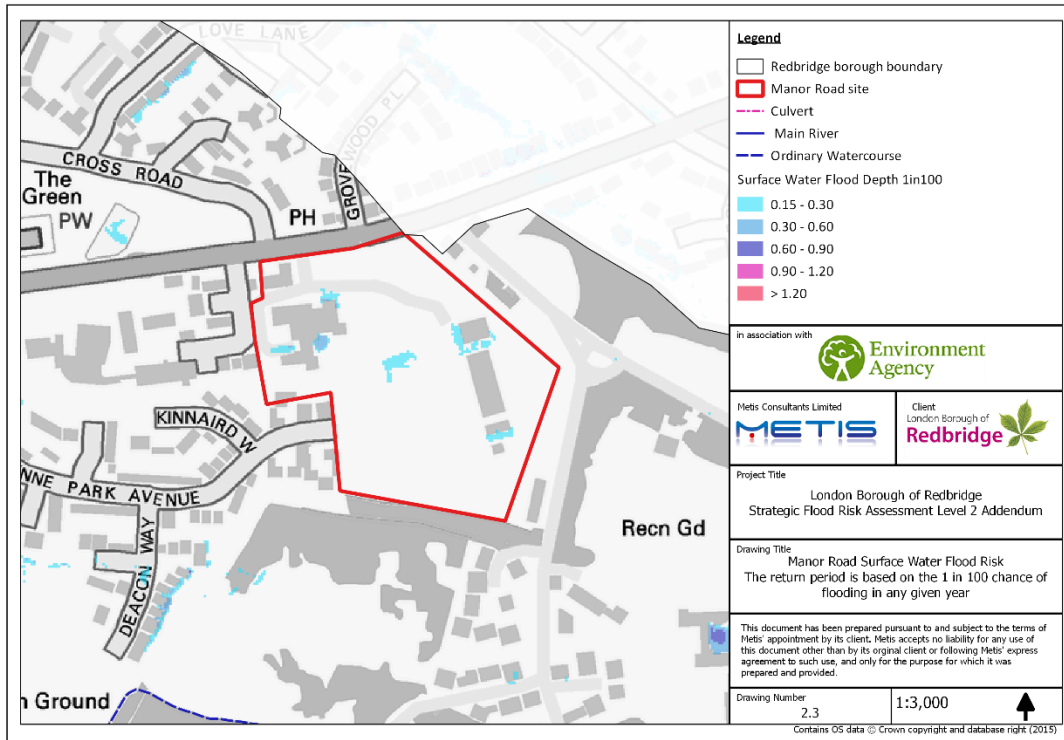 LOVE LANE
CROSS ROAD
The
Green
PW
PH
GROVE
WOOD PL
KINNAIRD W
NNE PARK AVENUE
DEACON WAY
Recn Gd
n Ground
Legend
Redbridge borough boundary
Manor Road site
Culvert
Main River
Ordinary Watercourse
Surface Water Flood Depth 1in100
0.15 - 0.30
0.30 - 0.60
0.60 - 0.90
0.90 - 1.20
> 1.20
in association with
Environment
Agency
Metis Consultants Limited
METIS
Client
London Borough of
Redbridge
Project Title
London Borough of Redbridge
Strategic Flood Risk Assessment Level 2 Addendum
Drawing Title
Manor Road Surface Water Flood Risk
The return period is based on the 1 in 100 chance of
flooding in any given year
This document has been prepared pursuant to and subject to the terms of
Metis' appointment by its client. Metis accepts no liability for any use of
this document other than by its orginal client or following Metis' express
agreement to such use, and only for the purpose for which it was
prepared and provided.
Drawing Number
2.3
1:3,000
Contains OS data © Crown copyright and database right (2015)